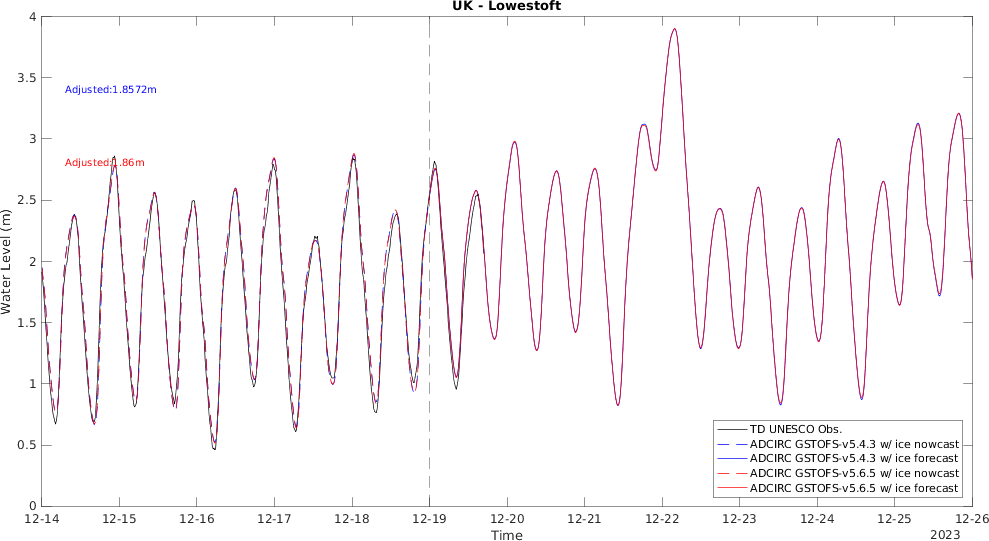 UK - Lowestoft
4
3.5
3
2.5
2
1.5
1
0.5
0
Water Level (m)
Adjusted:1.8572m
Adjusted:1.86m
TD UNESCO Obs.
ADCIRC GSTOFS-v5.4.3 w/ ice nowcast
ADCIRC GSTOFS-v5.4.3 w/ ice forecast
ADCIRC GSTOFS-v5.6.5 w/ ice nowcast
ADCIRC GSTOFS-v5.6.5 w/ ice forecast
12-14 12-15 12-16 12-17 12-18 12-19 12-20 12-21 12-22 12-23 12-24 12-25 12-26
Time
2023